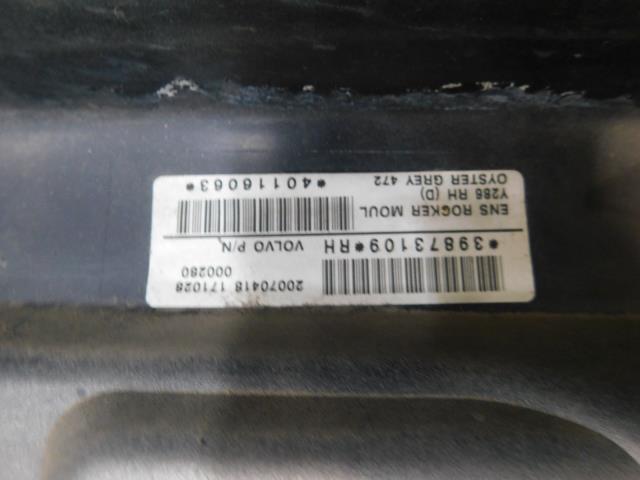 20070418 171028
000280
*39873109*RH
VOLVO P/N
ENS ROCKER MOUL
Y286 RH (D)
OYSTER GREY 472
*40116063*